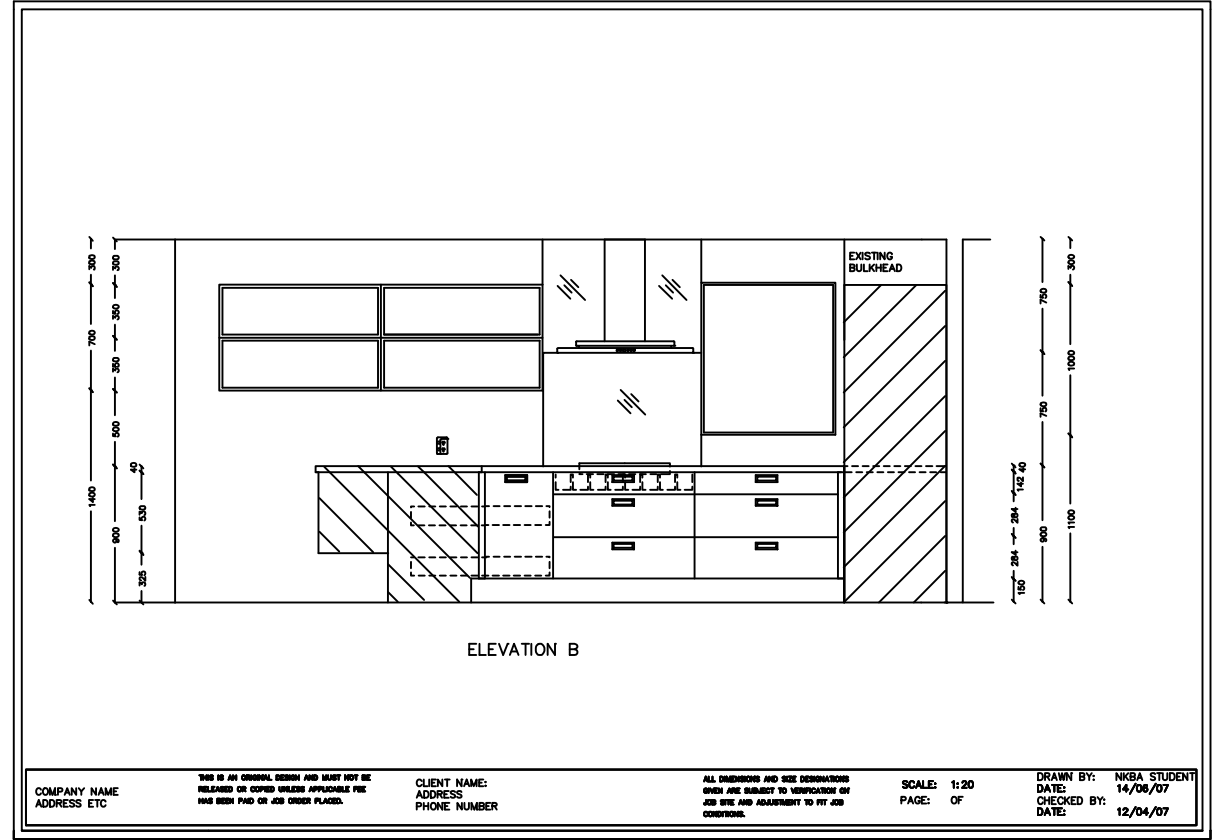 EXISTING
BULKHEAD
300
300
350
700
350
500
40
1400
530
900
325
750
300
1000
750
40
142
284
900
1100
284
150
ELEVATION B
COMPANY NAME
ADDRESS ETC
THIS IS AN ORIGINAL DESIGN AND MUST NOT BE
RELEASED OR COPIED UNLESS APPLICABLE FEE
HAS BEEN PAID OR JOB ORDER PLACED.
CLIENT NAME:
ADDRESS
PHONE NUMBER
ALL DIMENSIONS AND SIZE DESIGNATIONS
GIVEN ARE SUBJECT TO VERIFICATION ON
JOB SITE AND ADJUSTMENT TO FIT JOB
CONDITIONS.
SCALE: 1:20
PAGE: OF
DRAWN BY: NKBA STUDENT
DATE: 14/06/07
CHECKED BY:
DATE: 12/04/07